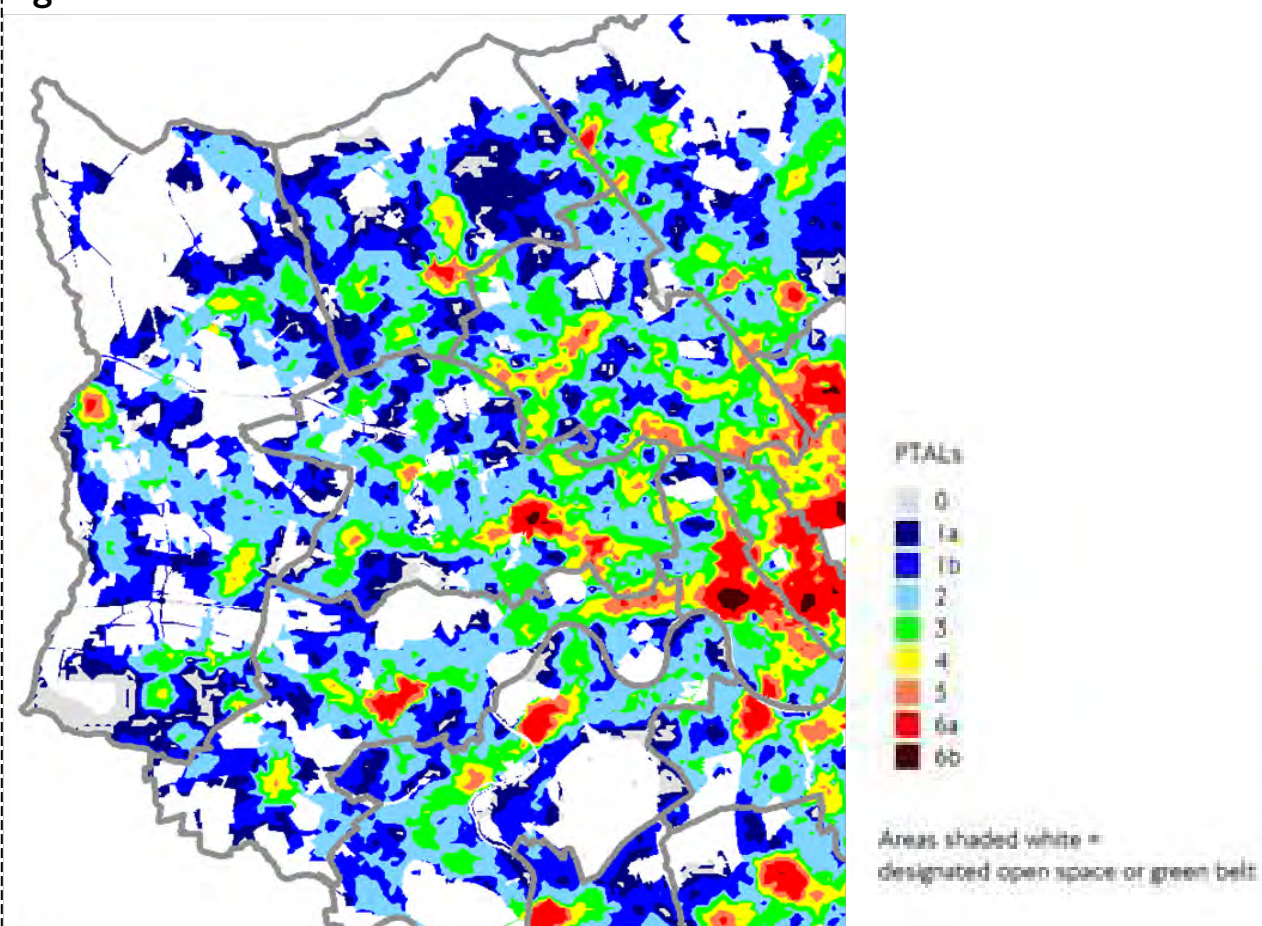 PTALs
0
1a
1b
2
3
4
5
6a
6b
Areas shaded white =
designated open space or green belt